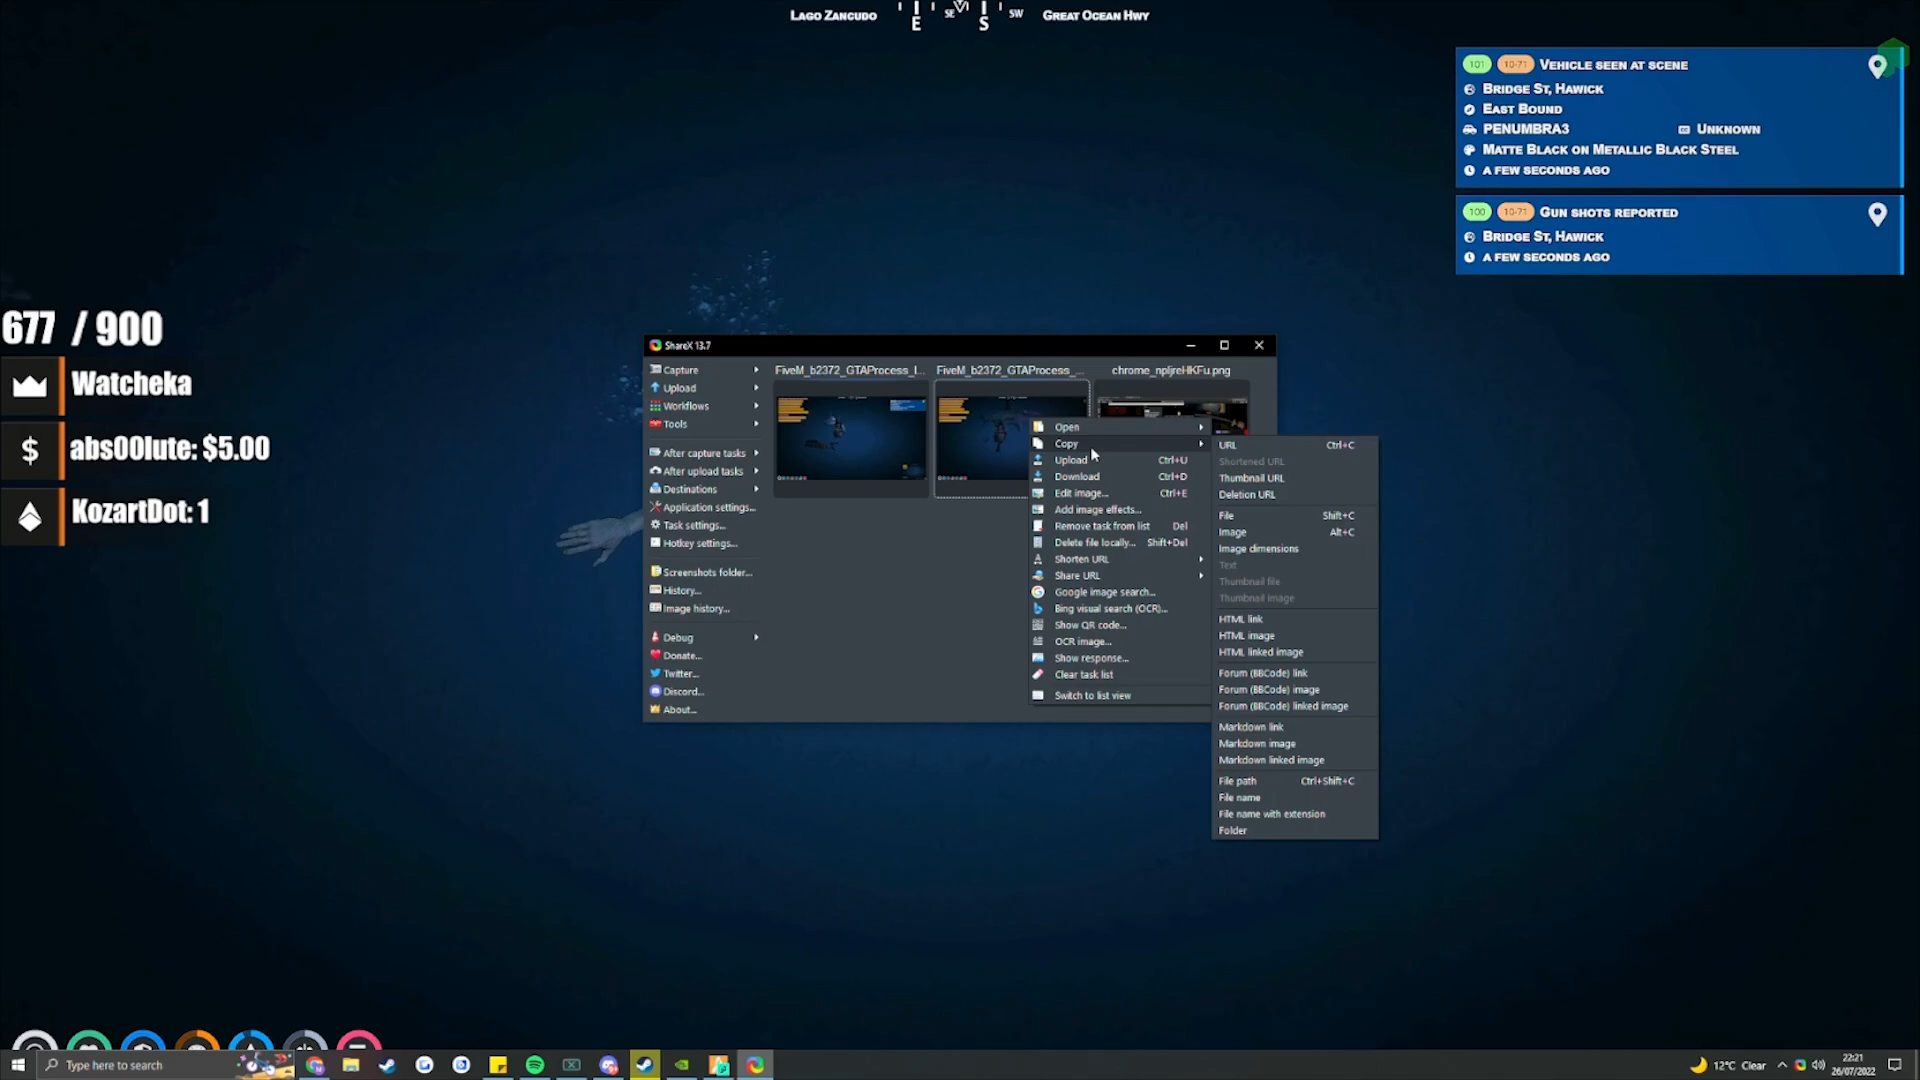 LAGO ZANCUDO
E
SE
S
SW
GREAT OCEAN HWY
101 10-71 VEHICLE SEEN AT SCENE
BRIDGE ST, HAWICK
EAST BOUND
PENUMBRA3 UNKNOWN
MATTE BLACK ON METALLIC BLACK STEEL
A FEW SECONDS AGO
100 10-71 GUN SHOTS REPORTED
BRIDGE ST, HAWICK
A FEW SECONDS AGO
677 / 900
Watcheka
$ abs00lute: $5.00
KozartDot: 1
ShareX 13.7
Capture
Upload
Workflows
Tools
After capture tasks
After upload tasks
Destinations
Application settings...
Task settings...
Hotkey settings...
Screenshots folder...
History...
Image history...
Debug
Donate...
Twitter...
Discord...
About...
FiveM_b2372_GTAProcess_I...
FiveM_b2372_GTAProcess_...
chrome_npljreHKFu.png
Open
Copy
Upload Ctrl+U
Download Ctrl+D
Edit image... Ctrl+E
Add image effects...
Remove task from list Del
Delete file locally... Shift+Del
Shorten URL
Share URL
Google image search...
Bing visual search (OCR)...
Show QR code...
OCR image...
Show response...
Clear task list
Switch to list view
URL Ctrl+C
Shortened URL
Thumbnail URL
Deletion URL
File Shift+C
Image Alt+C
Image dimensions
Text
Thumbnail file
Thumbnail image
HTML link
HTML image
HTML linked image
Forum (BBCode) link
Forum (BBCode) image
Forum (BBCode) linked image
Markdown link
Markdown image
Markdown linked image
File path Ctrl+Shift+C
File name
File name with extension
Folder
Type here to search
12°C Clear
22:21
26/07/2022